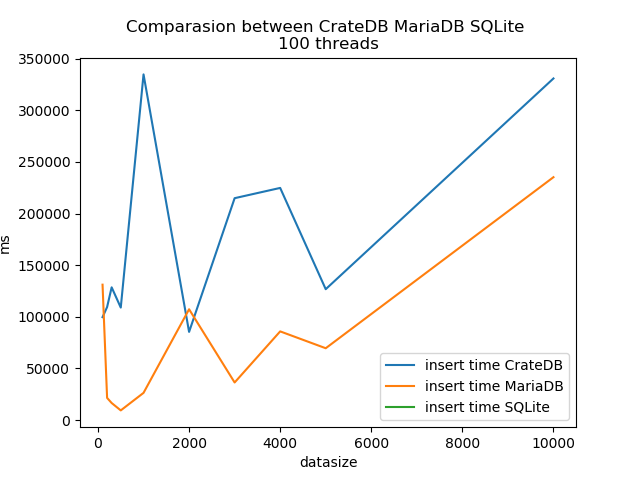 Comparasion between CrateDB MariaDB SQLite
100 threads
350000
300000
250000
200000
150000
100000
50000
0
ms
insert time CrateDB
insert time MariaDB
insert time SQLite
0 2000 4000 6000 8000 10000
datasize